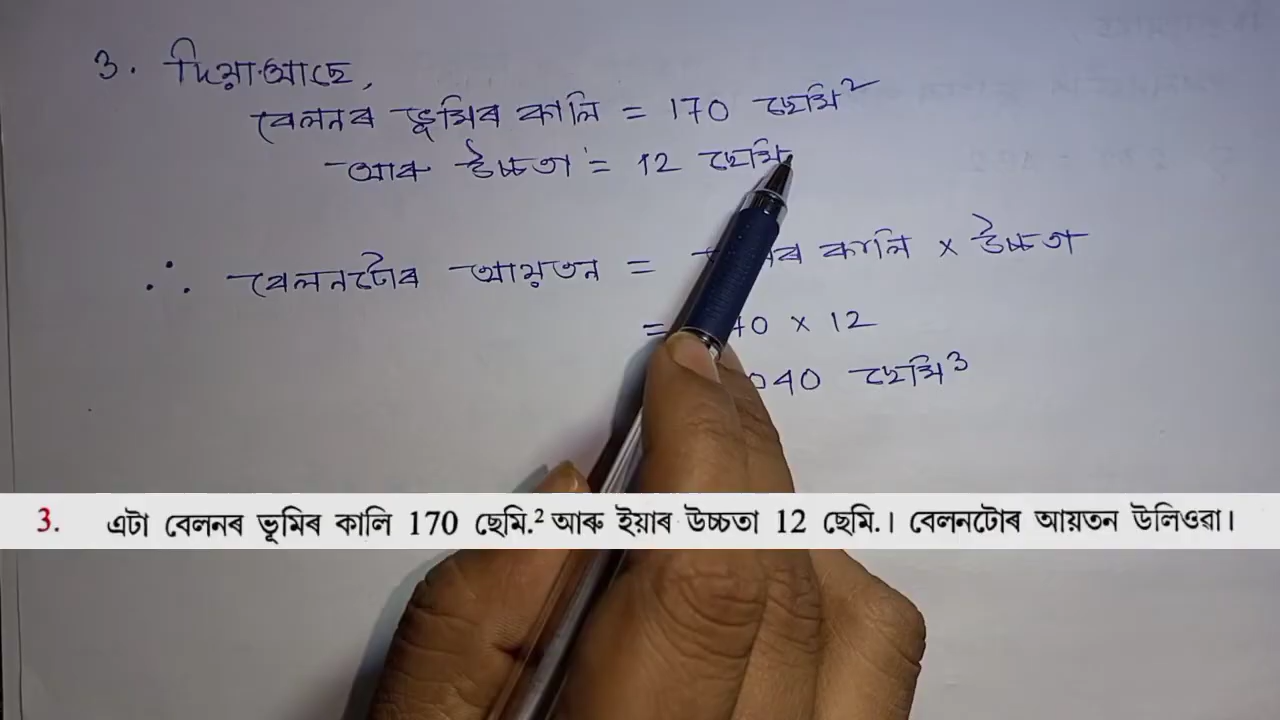 3. দিয়া আছে,
বেলনৰ ভূমিৰ কালি = 170 ছেমি²
আৰু উচ্চতা = 12 ছেমি
∴ বেলনটোৰ আয়তন = কালি × উচ্চতা
= × 12
ছেমি³
3. এটা বেলনৰ ভূমিৰ কালি 170 ছেমি.² আৰু ইয়াৰ উচ্চতা 12 ছেমি.। বেলনটোৰ আয়তন উলিওৱা।